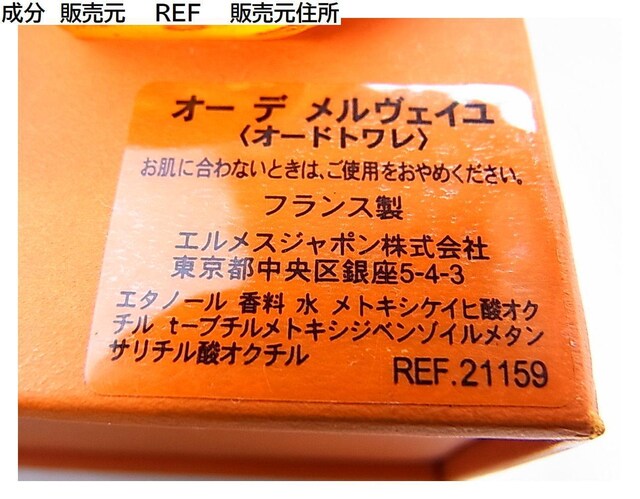 成分 販売元 REF 販売元住所
オー デ メルヴェイユ
〈オードトワレ〉
お肌に合わないときは､ご使用をおやめください。
フランス製
エルメスジャポン株式会社
東京都中央区銀座5-4-3
エタノール 香料 水 メトキシケイヒ酸オク
チル t−ブチルメトキシジベンゾイルメタン
サリチル酸オクチル
REF.21159